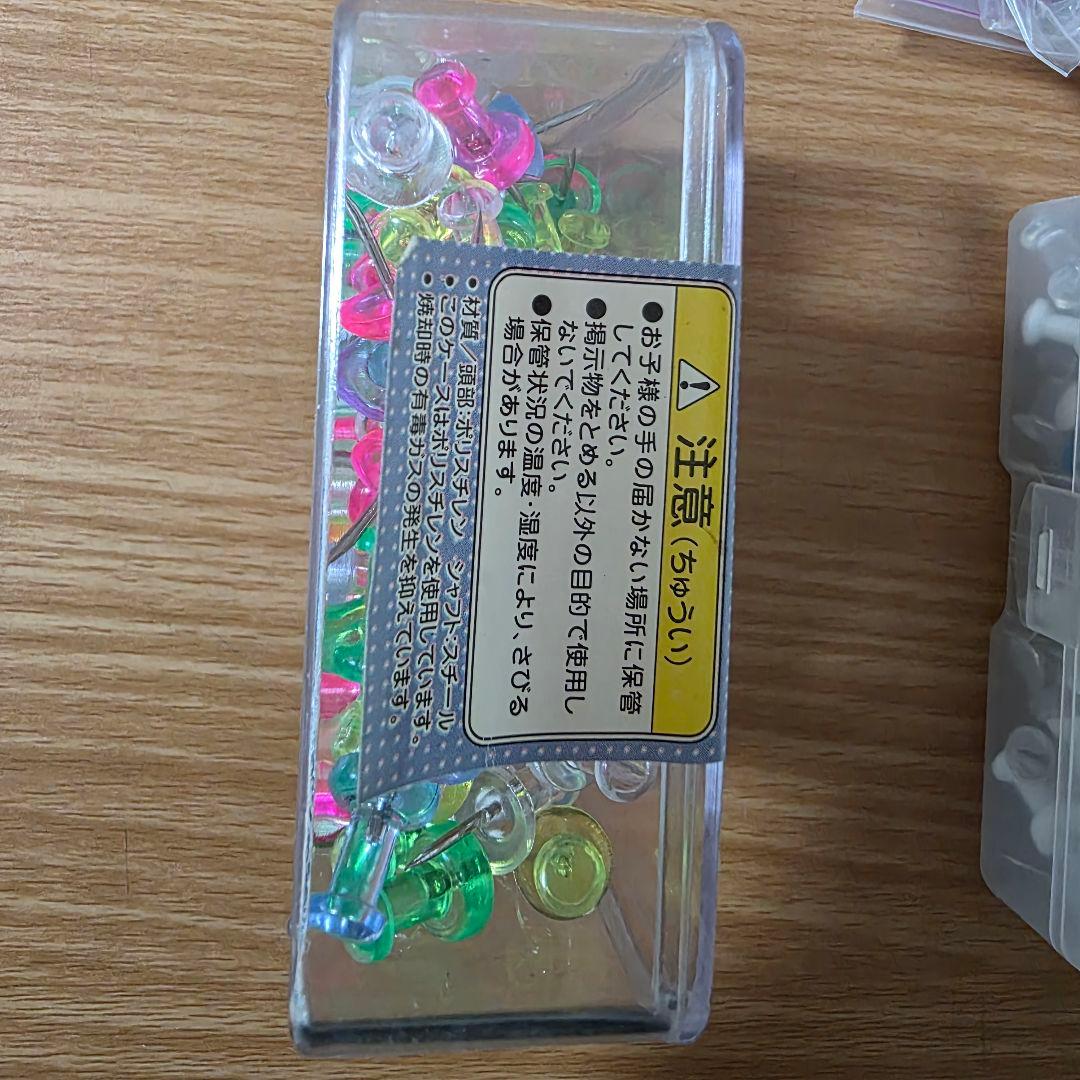 注意(ちゅうい)
●お子様の手の届かない場所に保管
してください。
●掲示物をとめる以外の目的で使用し
ないでください。
●保管状況の温度・湿度により、さびる
場合があります。
●材質/頭部:ポリスチレン シャフト:スチール
●このケースはポリスチレンを使用しています。
●焼却時の有毒ガスの発生を抑えています。